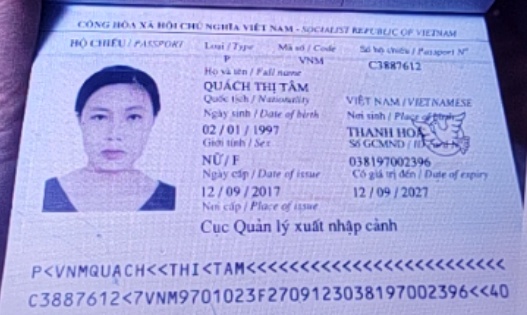 CỘNG HÒA XÃ HỘI CHỦ NGHĨA VIỆT NAM - SOCIALIST REPUBLIC OF VIETNAM
HỘ CHIẾU / PASSPORT Loại / Type Mã số / Code Số hộ chiếu / Passport Nº
P VNM C3887612
Họ và tên / Full name
QUÁCH THỊ TÂM
Quốc tịch / Nationality VIỆT NAM / VIETNAMESE
Ngày sinh / Date of birth Nơi sinh / Place of birth
02 / 01 / 1997 THANH HOÁ
Giới tính / Sex Số GCMND / ID
NỮ / F 038197002396
Ngày cấp / Date of issue Có giá trị đến / Date of expiry
12 / 09 / 2017 12 / 09 / 2027
Nơi cấp / Place of issue
Cục Quản lý xuất nhập cảnh
P<VNMQUACH<<THI<TAM<<<<<<<<<<<<<<<<<<<<<<<<<
C3887612<7VNM9701023F2709123038197002396<<40